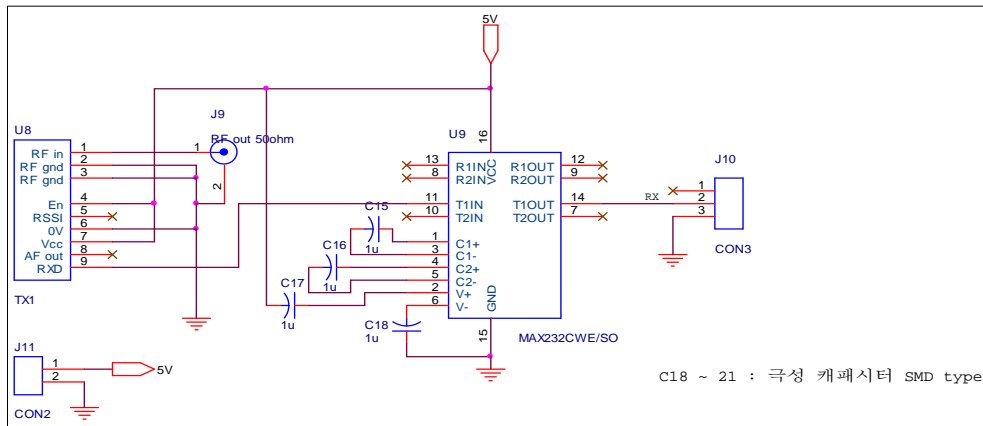 5V
J9
RF out 50ohm
1
2
U8
RF in
RF gnd
RF gnd
En
RSSI
0V
Vcc
AF out
RXD
1
2
3
4
5
6
7
8
9
TX1
U9
16
VCC
13
8
11
10
1
3
4
5
2
6
R1IN
R2IN
T1IN
T2IN
C1+
C1-
C2+
C2-
V+
V-
R1OUT
R2OUT
T1OUT
T2OUT
12
9
14
7
GND
15
MAX232CWE/SO
C15
1u
C16
1u
C17
1u
C18
1u
RX
J10
1
2
3
CON3
J11
1
2
5V
CON2
C18 ~ 21 : 극성 캐패시터 SMD type